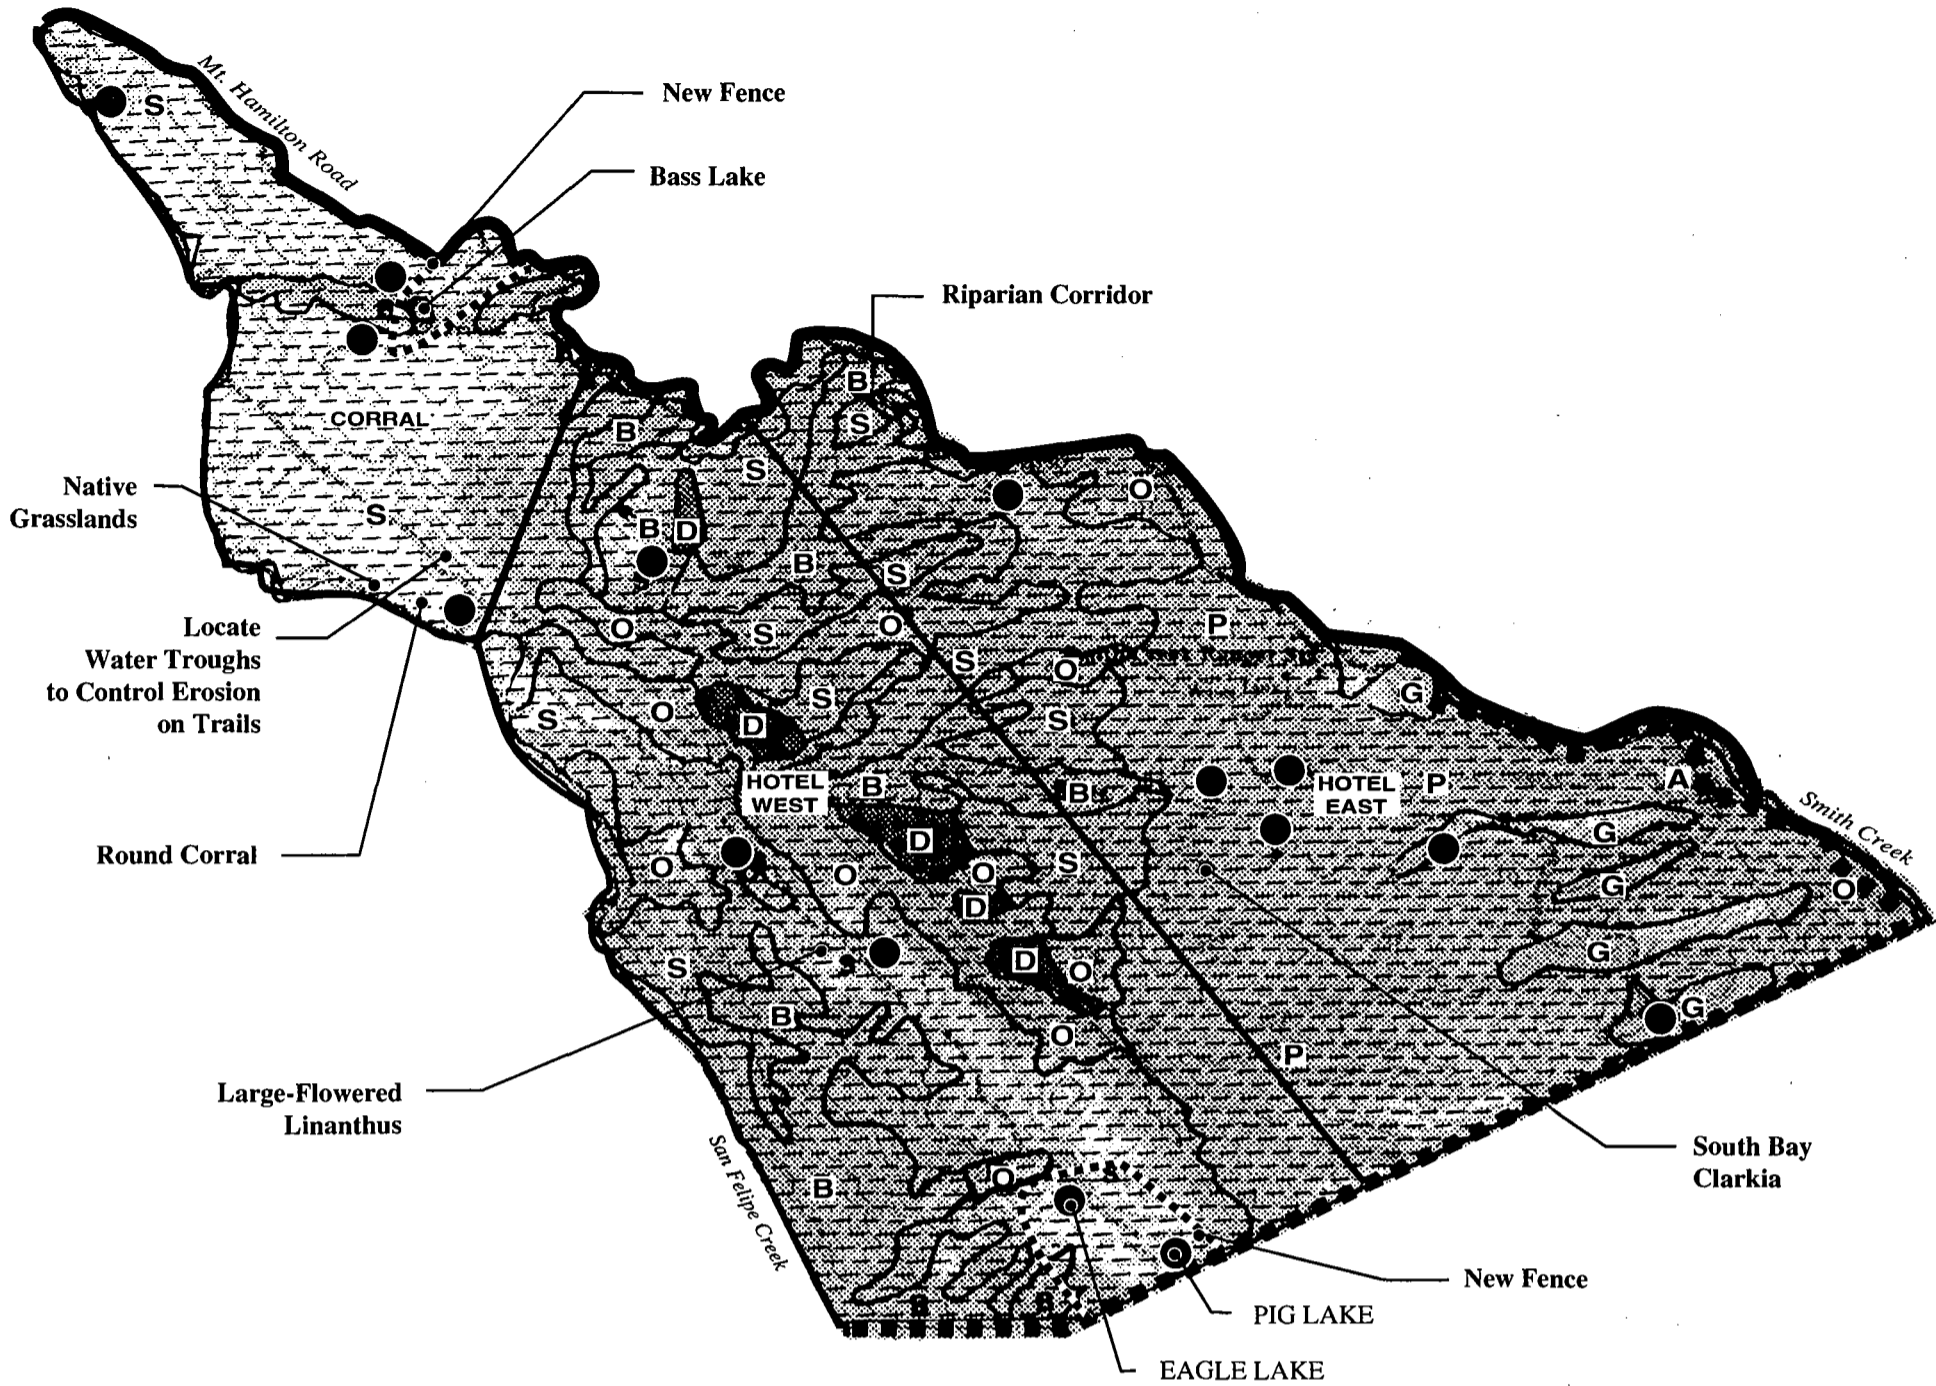 Mt. Hamilton Road
New Fence
Bass Lake
Riparian Corridor
CORRAL
Native
Grasslands
Locate
Water Troughs
to Control Erosion
on Trails
Round Corral
Large-Flowered
Linanthus
San Felipe Creek
HOTEL
WEST
HOTEL
EAST
Smith Creek
South Bay
Clarkia
New Fence
PIG LAKE
EAGLE LAKE
S
B
S
B
S
O
S
B
D
B
S
P
O
S
O
S
O
G
S
O
S
S
D
B
B
P
A
D
G
O
O
O
S
G
O
D
S
D
O
G
B
G
O
P
B
O
S
B
B